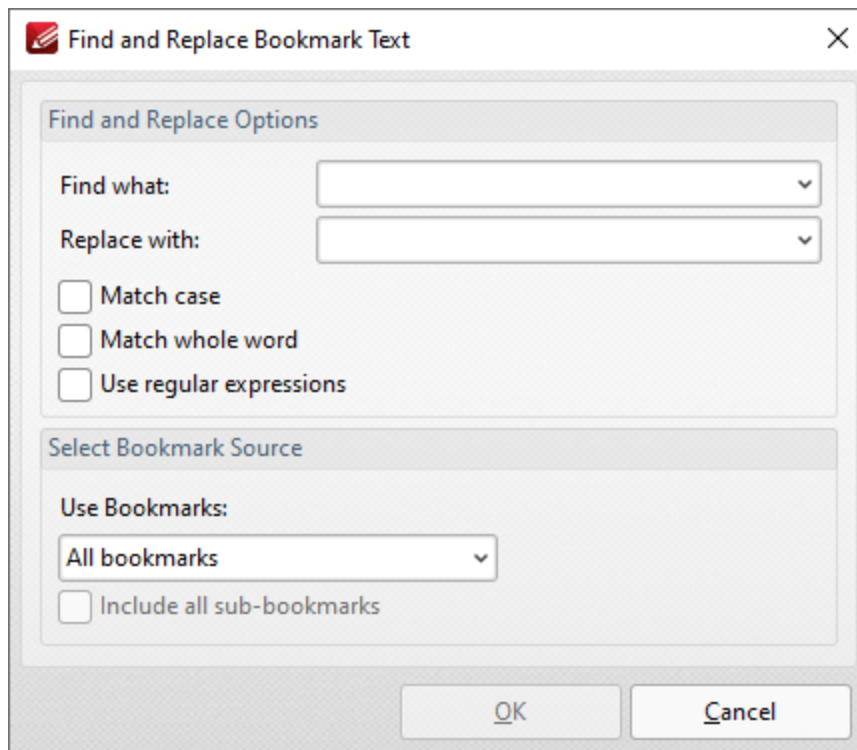 Find and Replace Bookmark Text
Find and Replace Options
Find what:
Replace with:
Match case
Match whole word
Use regular expressions
Select Bookmark Source
Use Bookmarks:
All bookmarks
Include all sub-bookmarks
OK Cancel